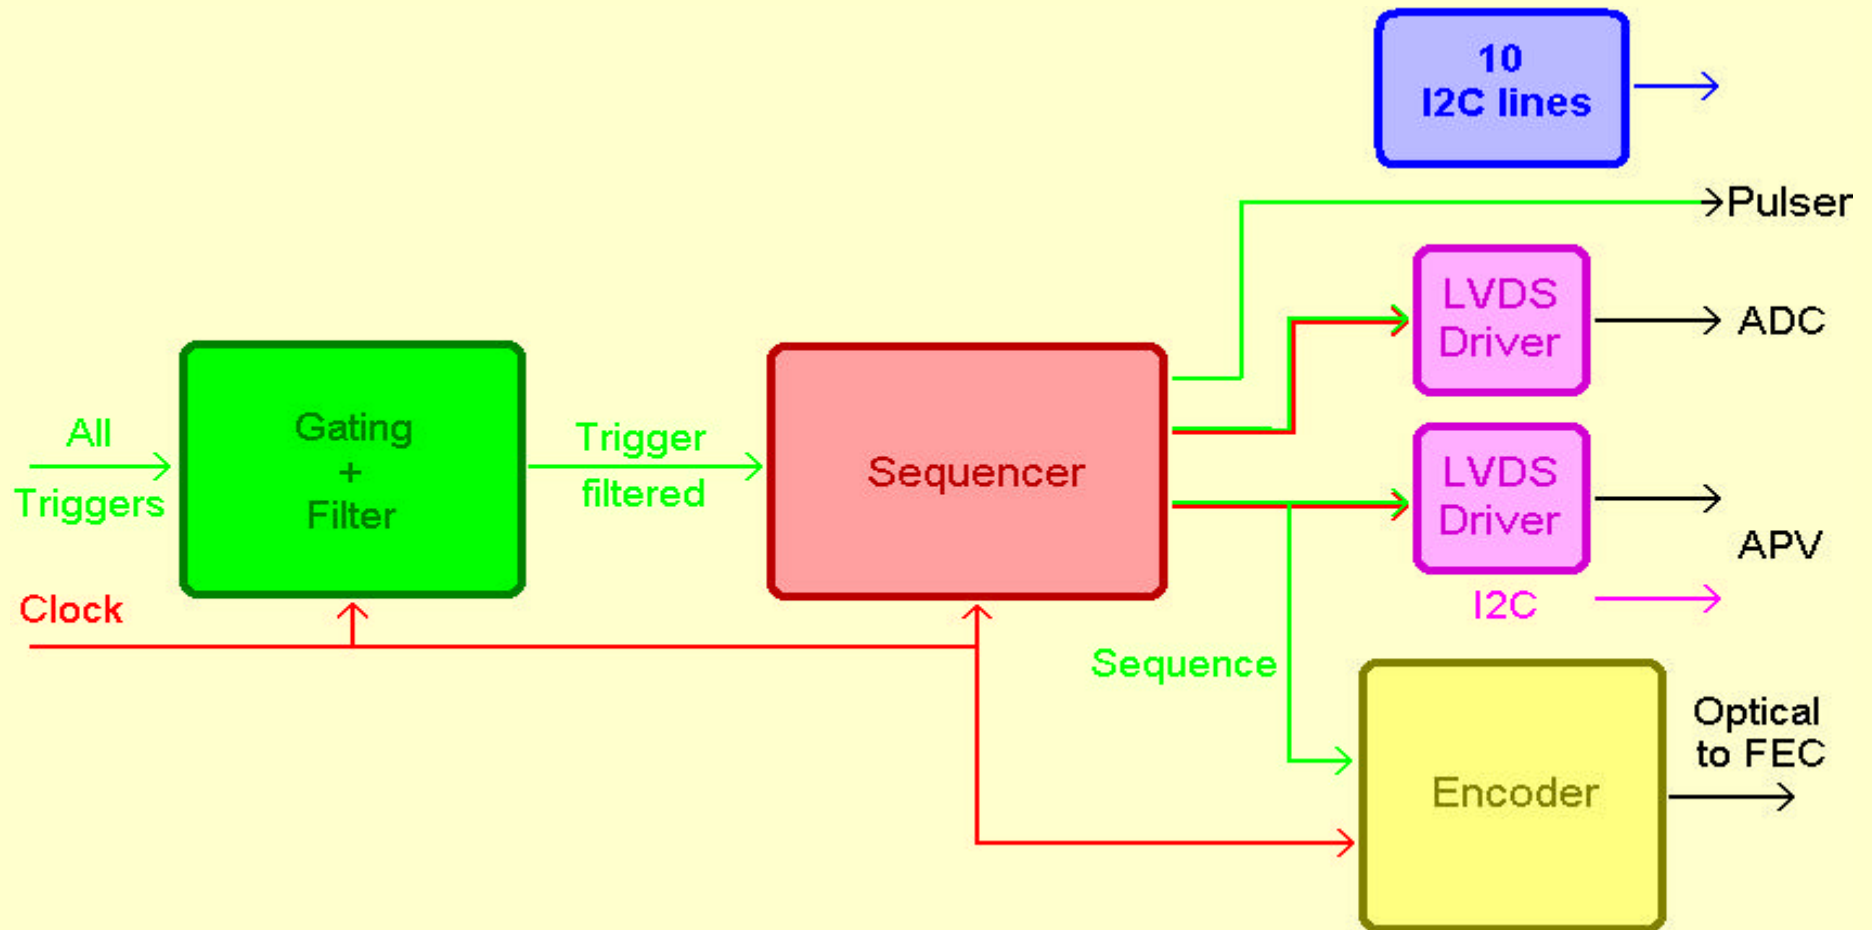 10
I2C lines
Pulser
LVDS
Driver
ADC
All
Triggers
Gating
+
Filter
Trigger
filtered
Sequencer
LVDS
Driver
APV
I2C
Clock
Sequence
Encoder
Optical
to FEC